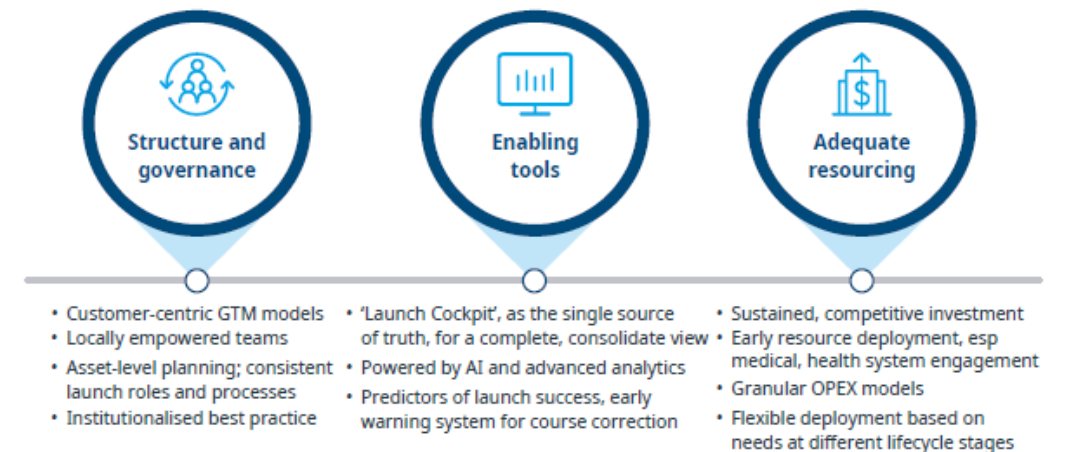 Structure and
governance
Enabling
tools
$
Adequate
resourcing
• Customer-centric GTM models
• Locally empowered teams
• Asset-level planning; consistent
launch roles and processes
• Institutionalised best practice
• ‘Launch Cockpit’, as the single source
of truth, for a complete, consolidate view
• Powered by AI and advanced analytics
• Predictors of launch success, early
warning system for course correction
• Sustained, competitive investment
• Early resource deployment, esp
medical, health system engagement
• Granular OPEX models
• Flexible deployment based on
needs at different lifecycle stages